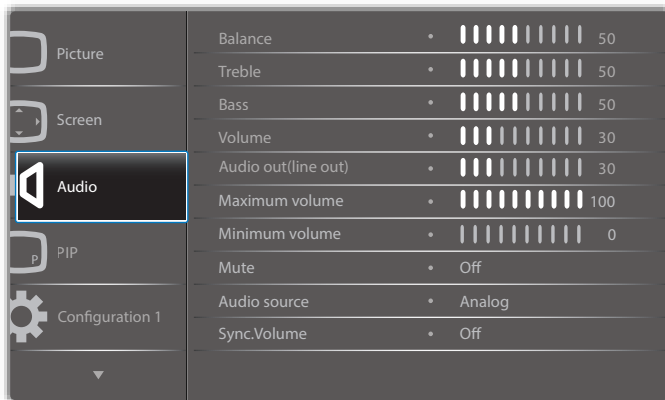 Picture
Screen
Audio
P
PIP
Configuration 1
Balance • 50
Treble • 50
Bass • 50
Volume • 30
Audio out(line out) • 30
Maximum volume • 100
Minimum volume • 0
Mute • Off
Audio source • Analog
Sync.Volume • Off